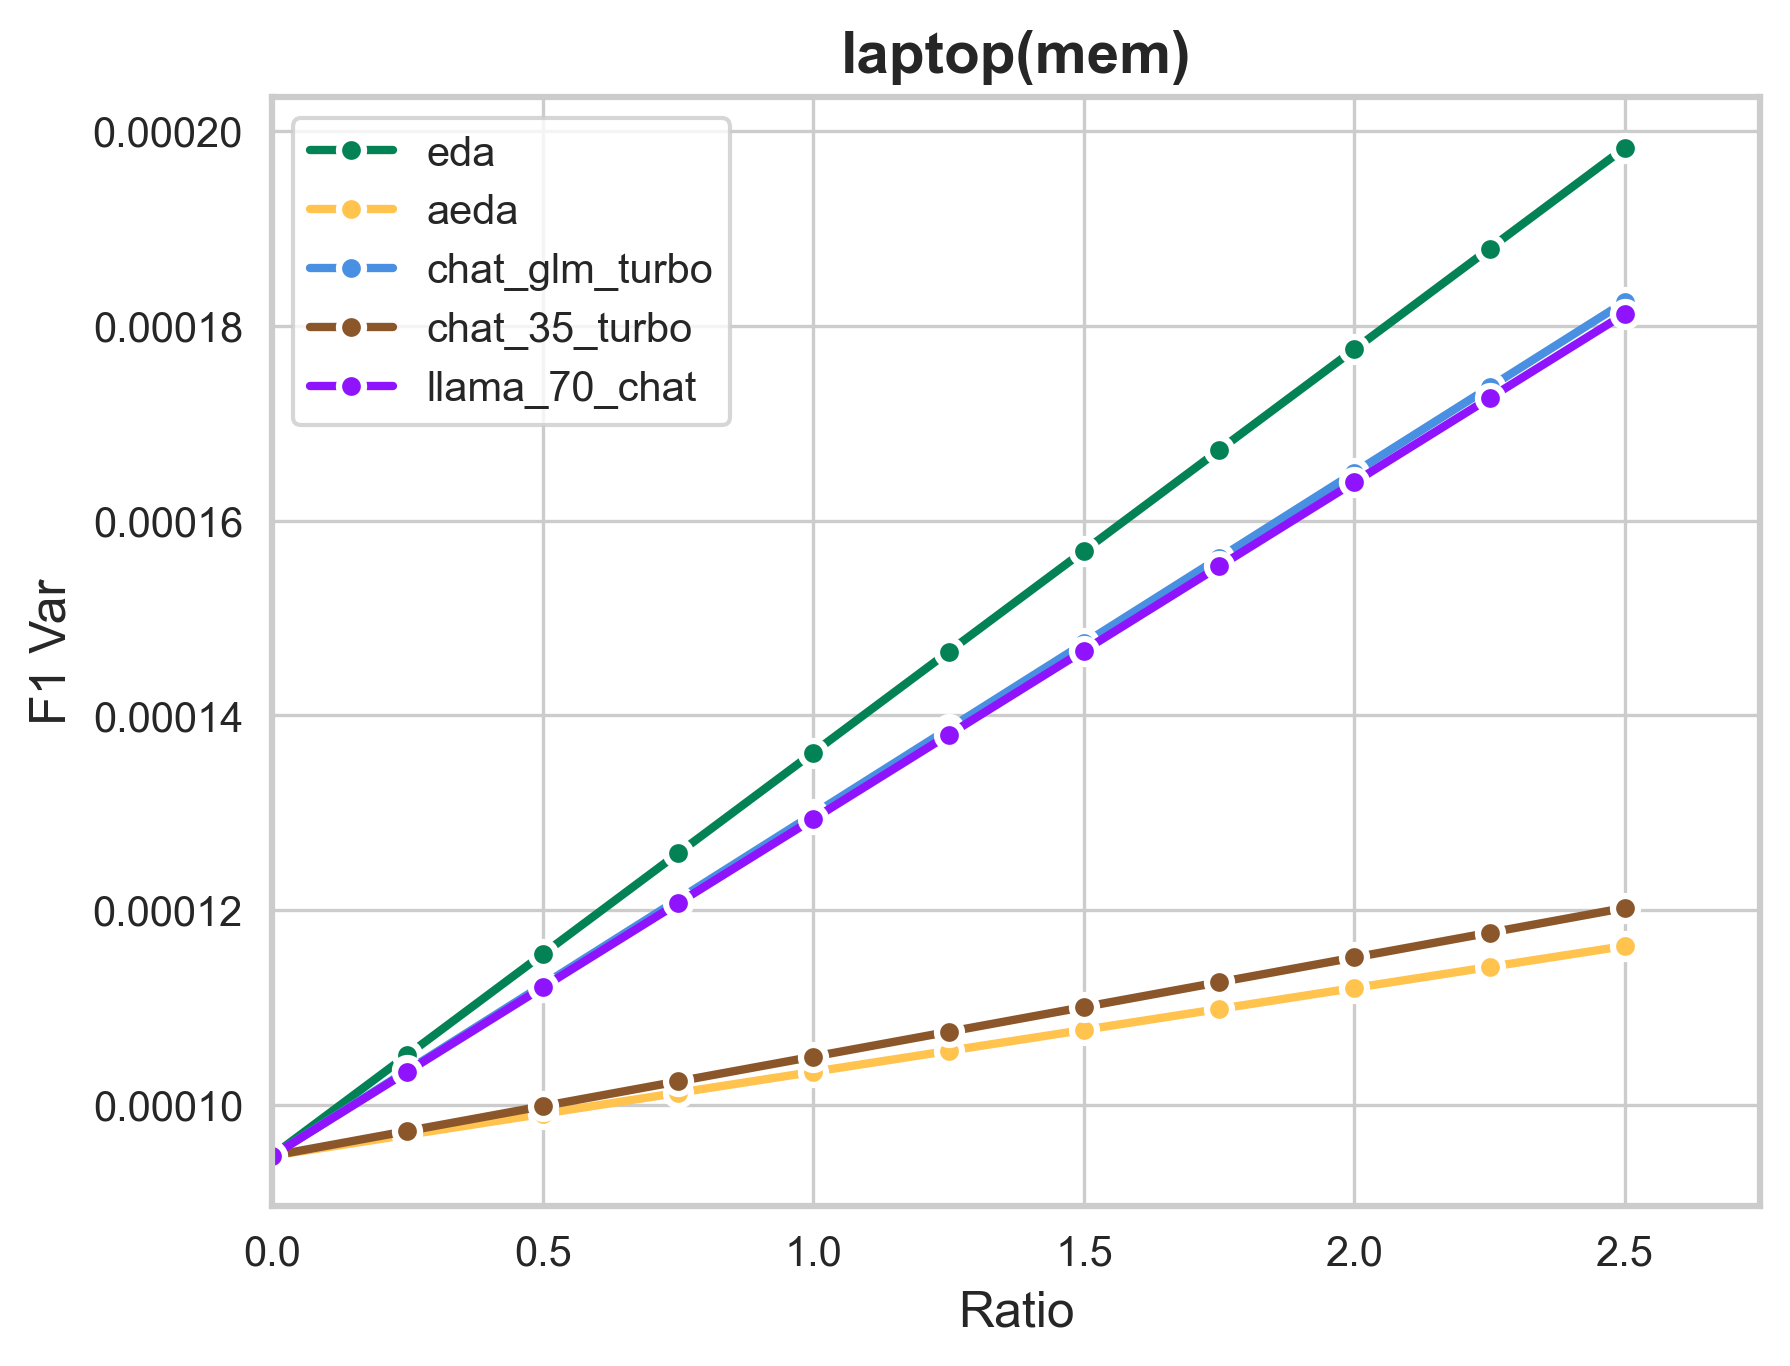 laptop(mem)
eda
aeda
chat_glm_turbo
chat_35_turbo
llama_70_chat
0.00020
0.00018
0.00016
0.00014
0.00012
0.00010
F1 Var
0.0 0.5 1.0 1.5 2.0 2.5
Ratio